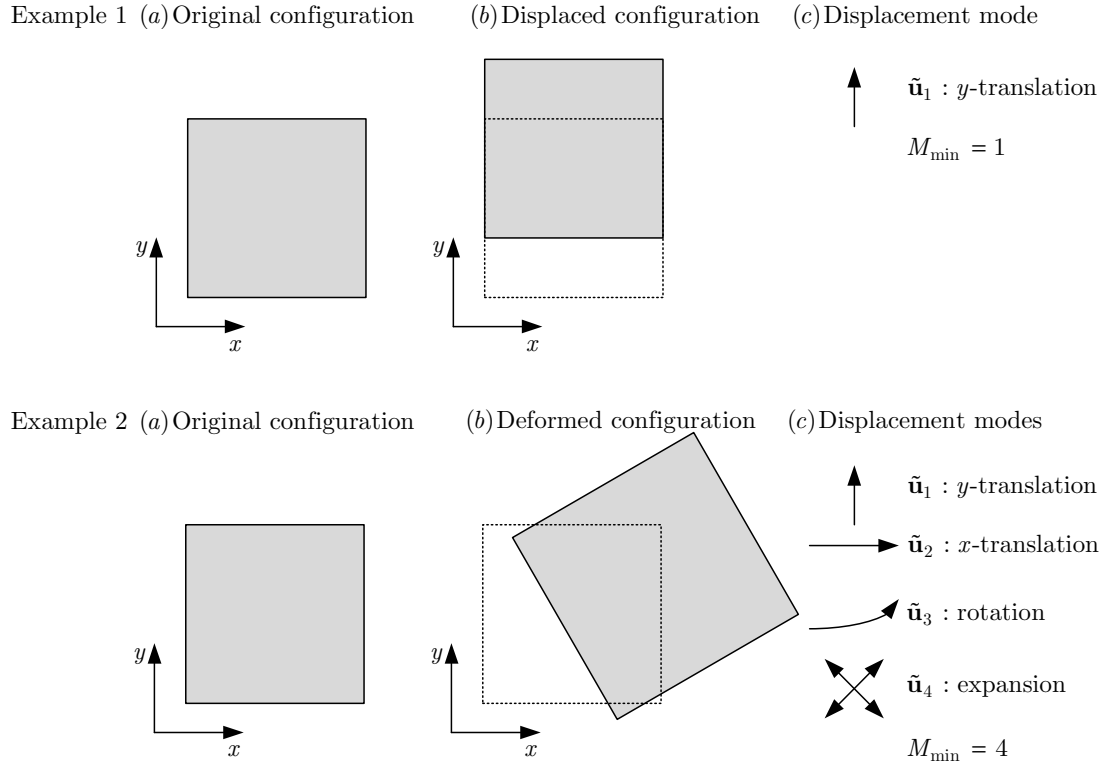 Example 1 (a) Original configuration (b) Displaced configuration (c) Displacement mode
ũ₁ : y-translation
M_min = 1
y
x
y
x
Example 2 (a) Original configuration (b) Deformed configuration (c) Displacement modes
ũ₁ : y-translation
ũ₂ : x-translation
ũ₃ : rotation
ũ₄ : expansion
M_min = 4
y
x
y
x